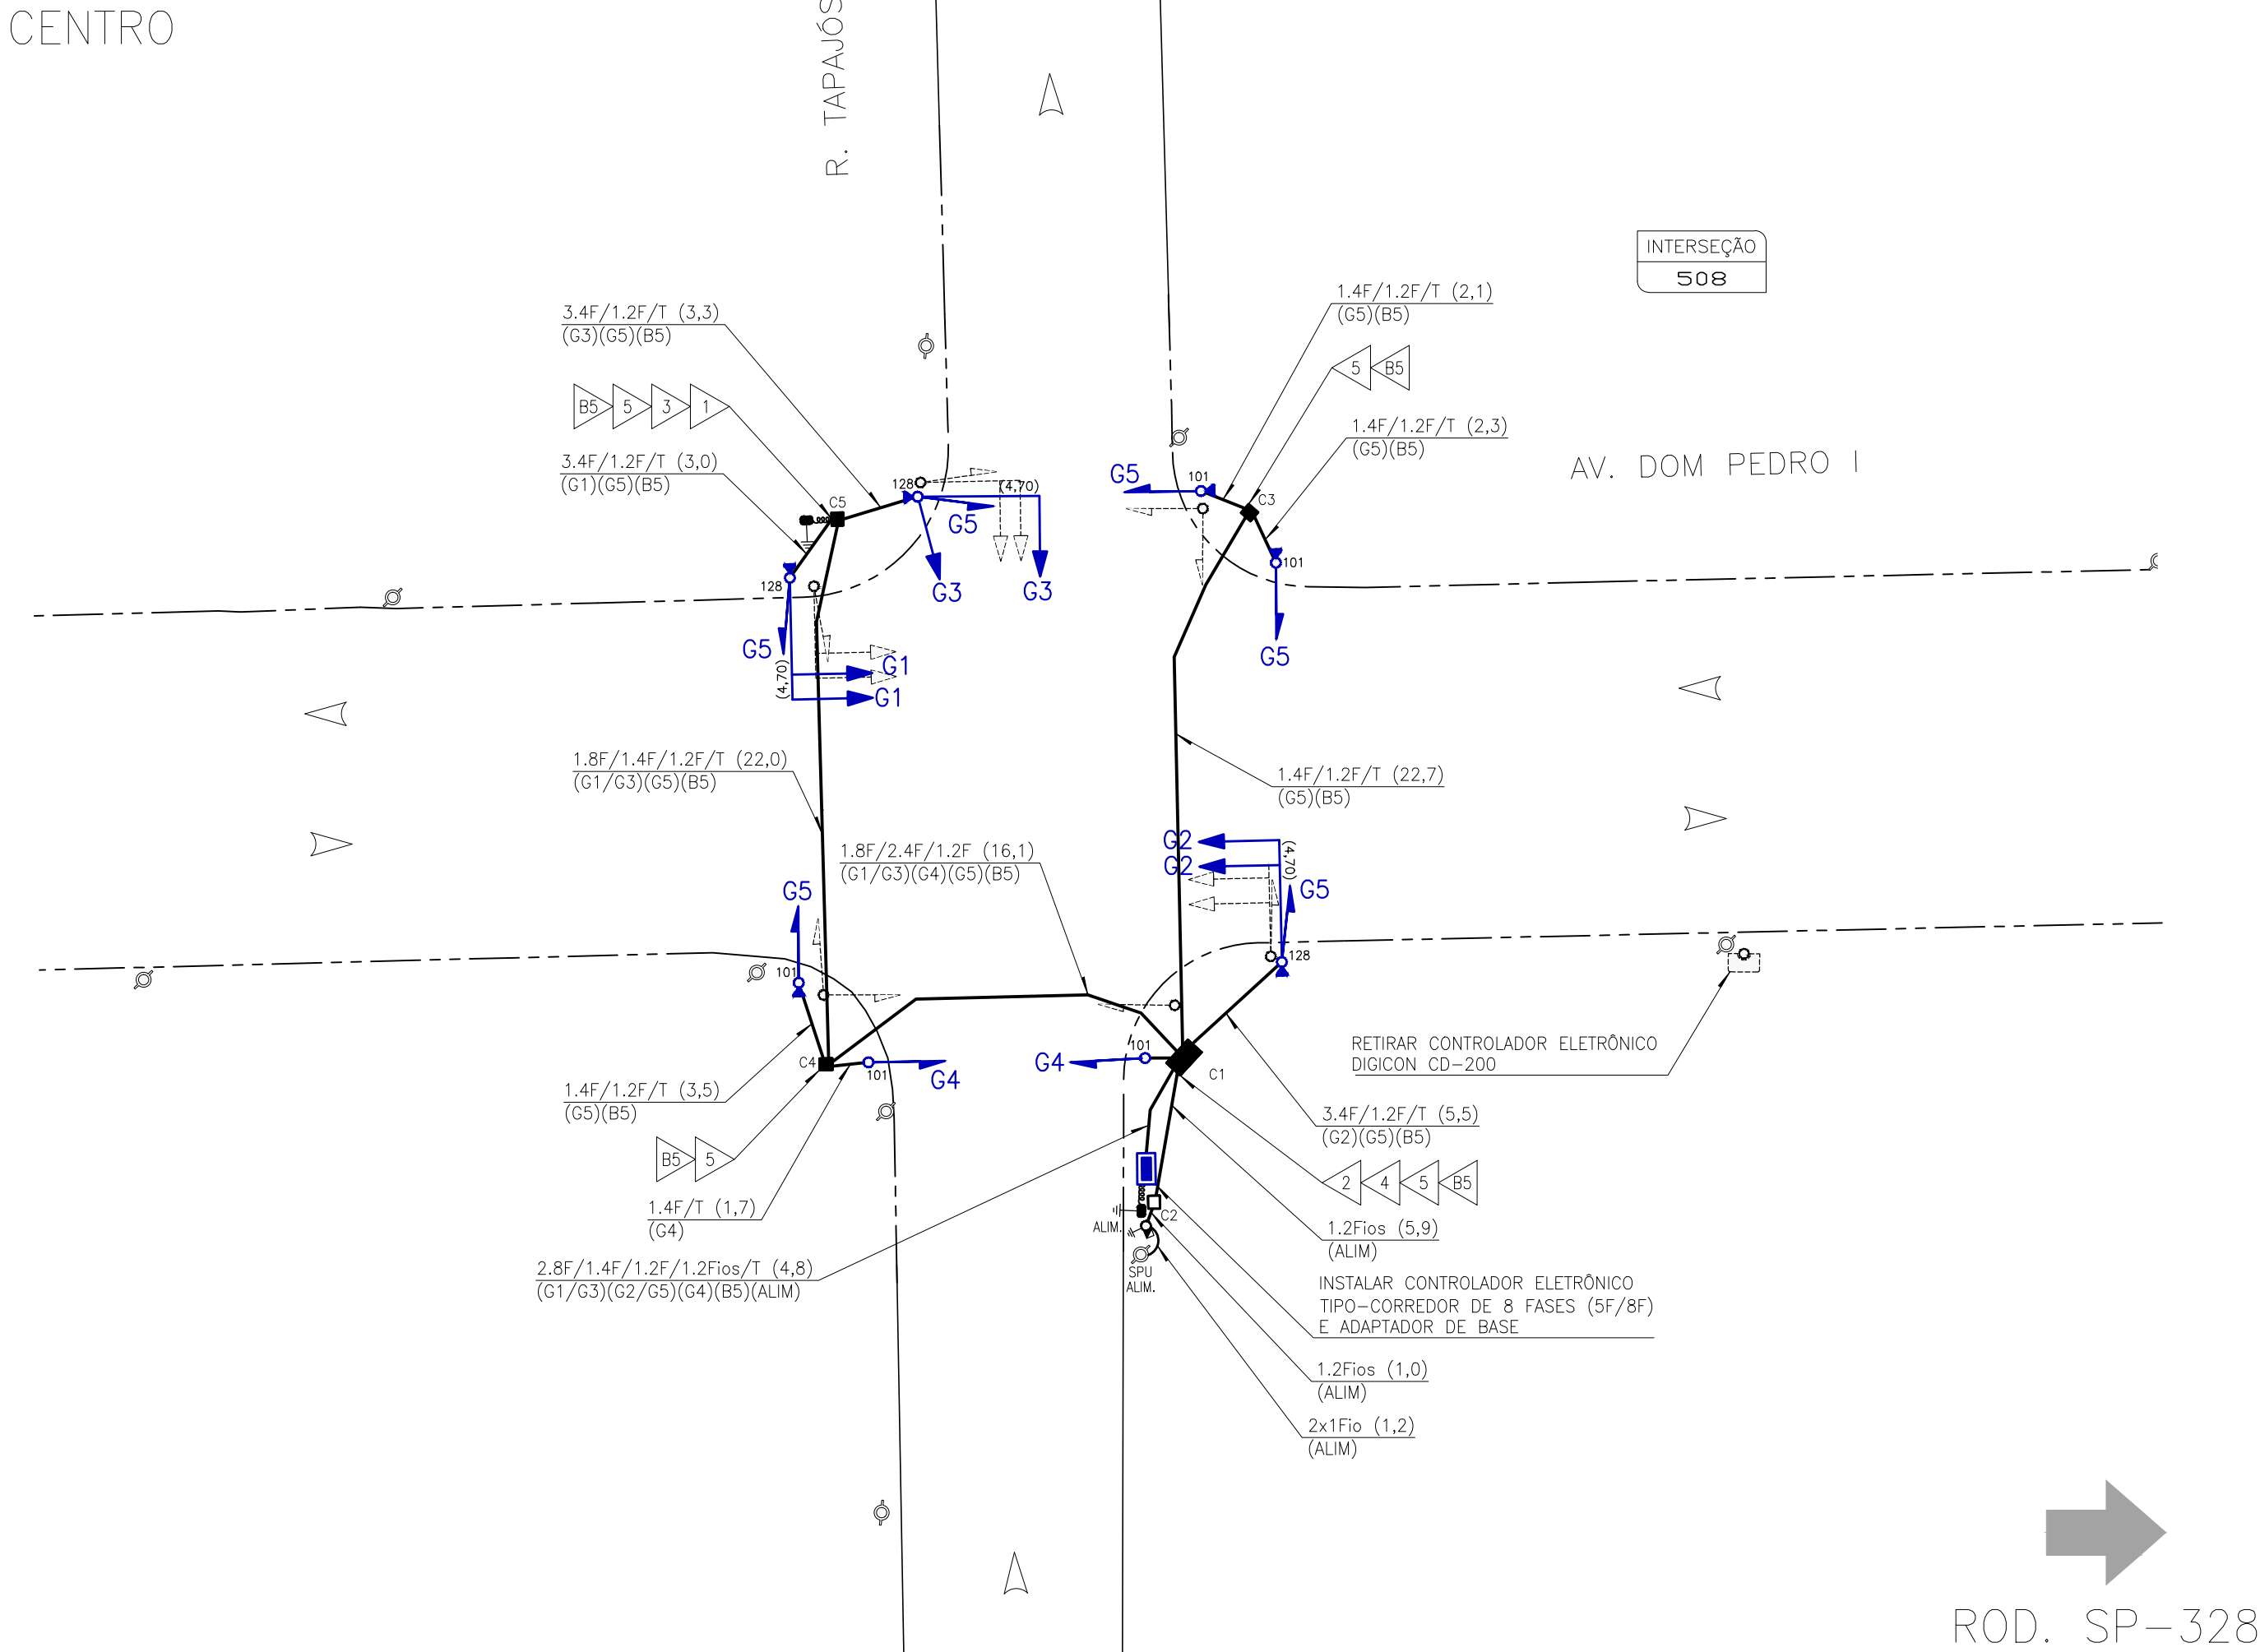 CENTRO
R. TAPAJÓS
INTERSEÇÃO
508
AV. DOM PEDRO I
3.4F/1.2F/T (3,3)
(G3)(G5)(B5)
B5 5 3 1
3.4F/1.2F/T (3,0)
(G1)(G5)(B5)
1.4F/1.2F/T (2,1)
(G5)(B5)
5 B5
1.4F/1.2F/T (2,3)
(G5)(B5)
C5
128
(4,70)
G5
G3
G3
128
G5
(4,70)
G1
G1
G5
101
C3
101
G5
1.8F/1.4F/1.2F/T (22,0)
(G1/G3)(G5)(B5)
1.4F/1.2F/T (22,7)
(G5)(B5)
1.8F/2.4F/1.2F (16,1)
(G1/G3)(G4)(G5)(B5)
G2
G2
(4,70)
G5
128
G5
101
C4
101
G4
G4
101
C1
RETIRAR CONTROLADOR ELETRÔNICO
DIGICON CD-200
1.4F/1.2F/T (3,5)
(G5)(B5)
B5 5
1.4F/T (1,7)
(G4)
2.8F/1.4F/1.2F/1.2Fios/T (4,8)
(G1/G3)(G2/G5)(G4)(B5)(ALIM)
3.4F/1.2F/T (5,5)
(G2)(G5)(B5)
2 4 5 B5
1.2Fios (5,9)
(ALIM)
C2
ALIM.
SPU
ALIM.
INSTALAR CONTROLADOR ELETRÔNICO
TIPO-CORREDOR DE 8 FASES (5F/8F)
E ADAPTADOR DE BASE
1.2Fios (1,0)
(ALIM)
2x1Fio (1,2)
(ALIM)
ROD. SP-328